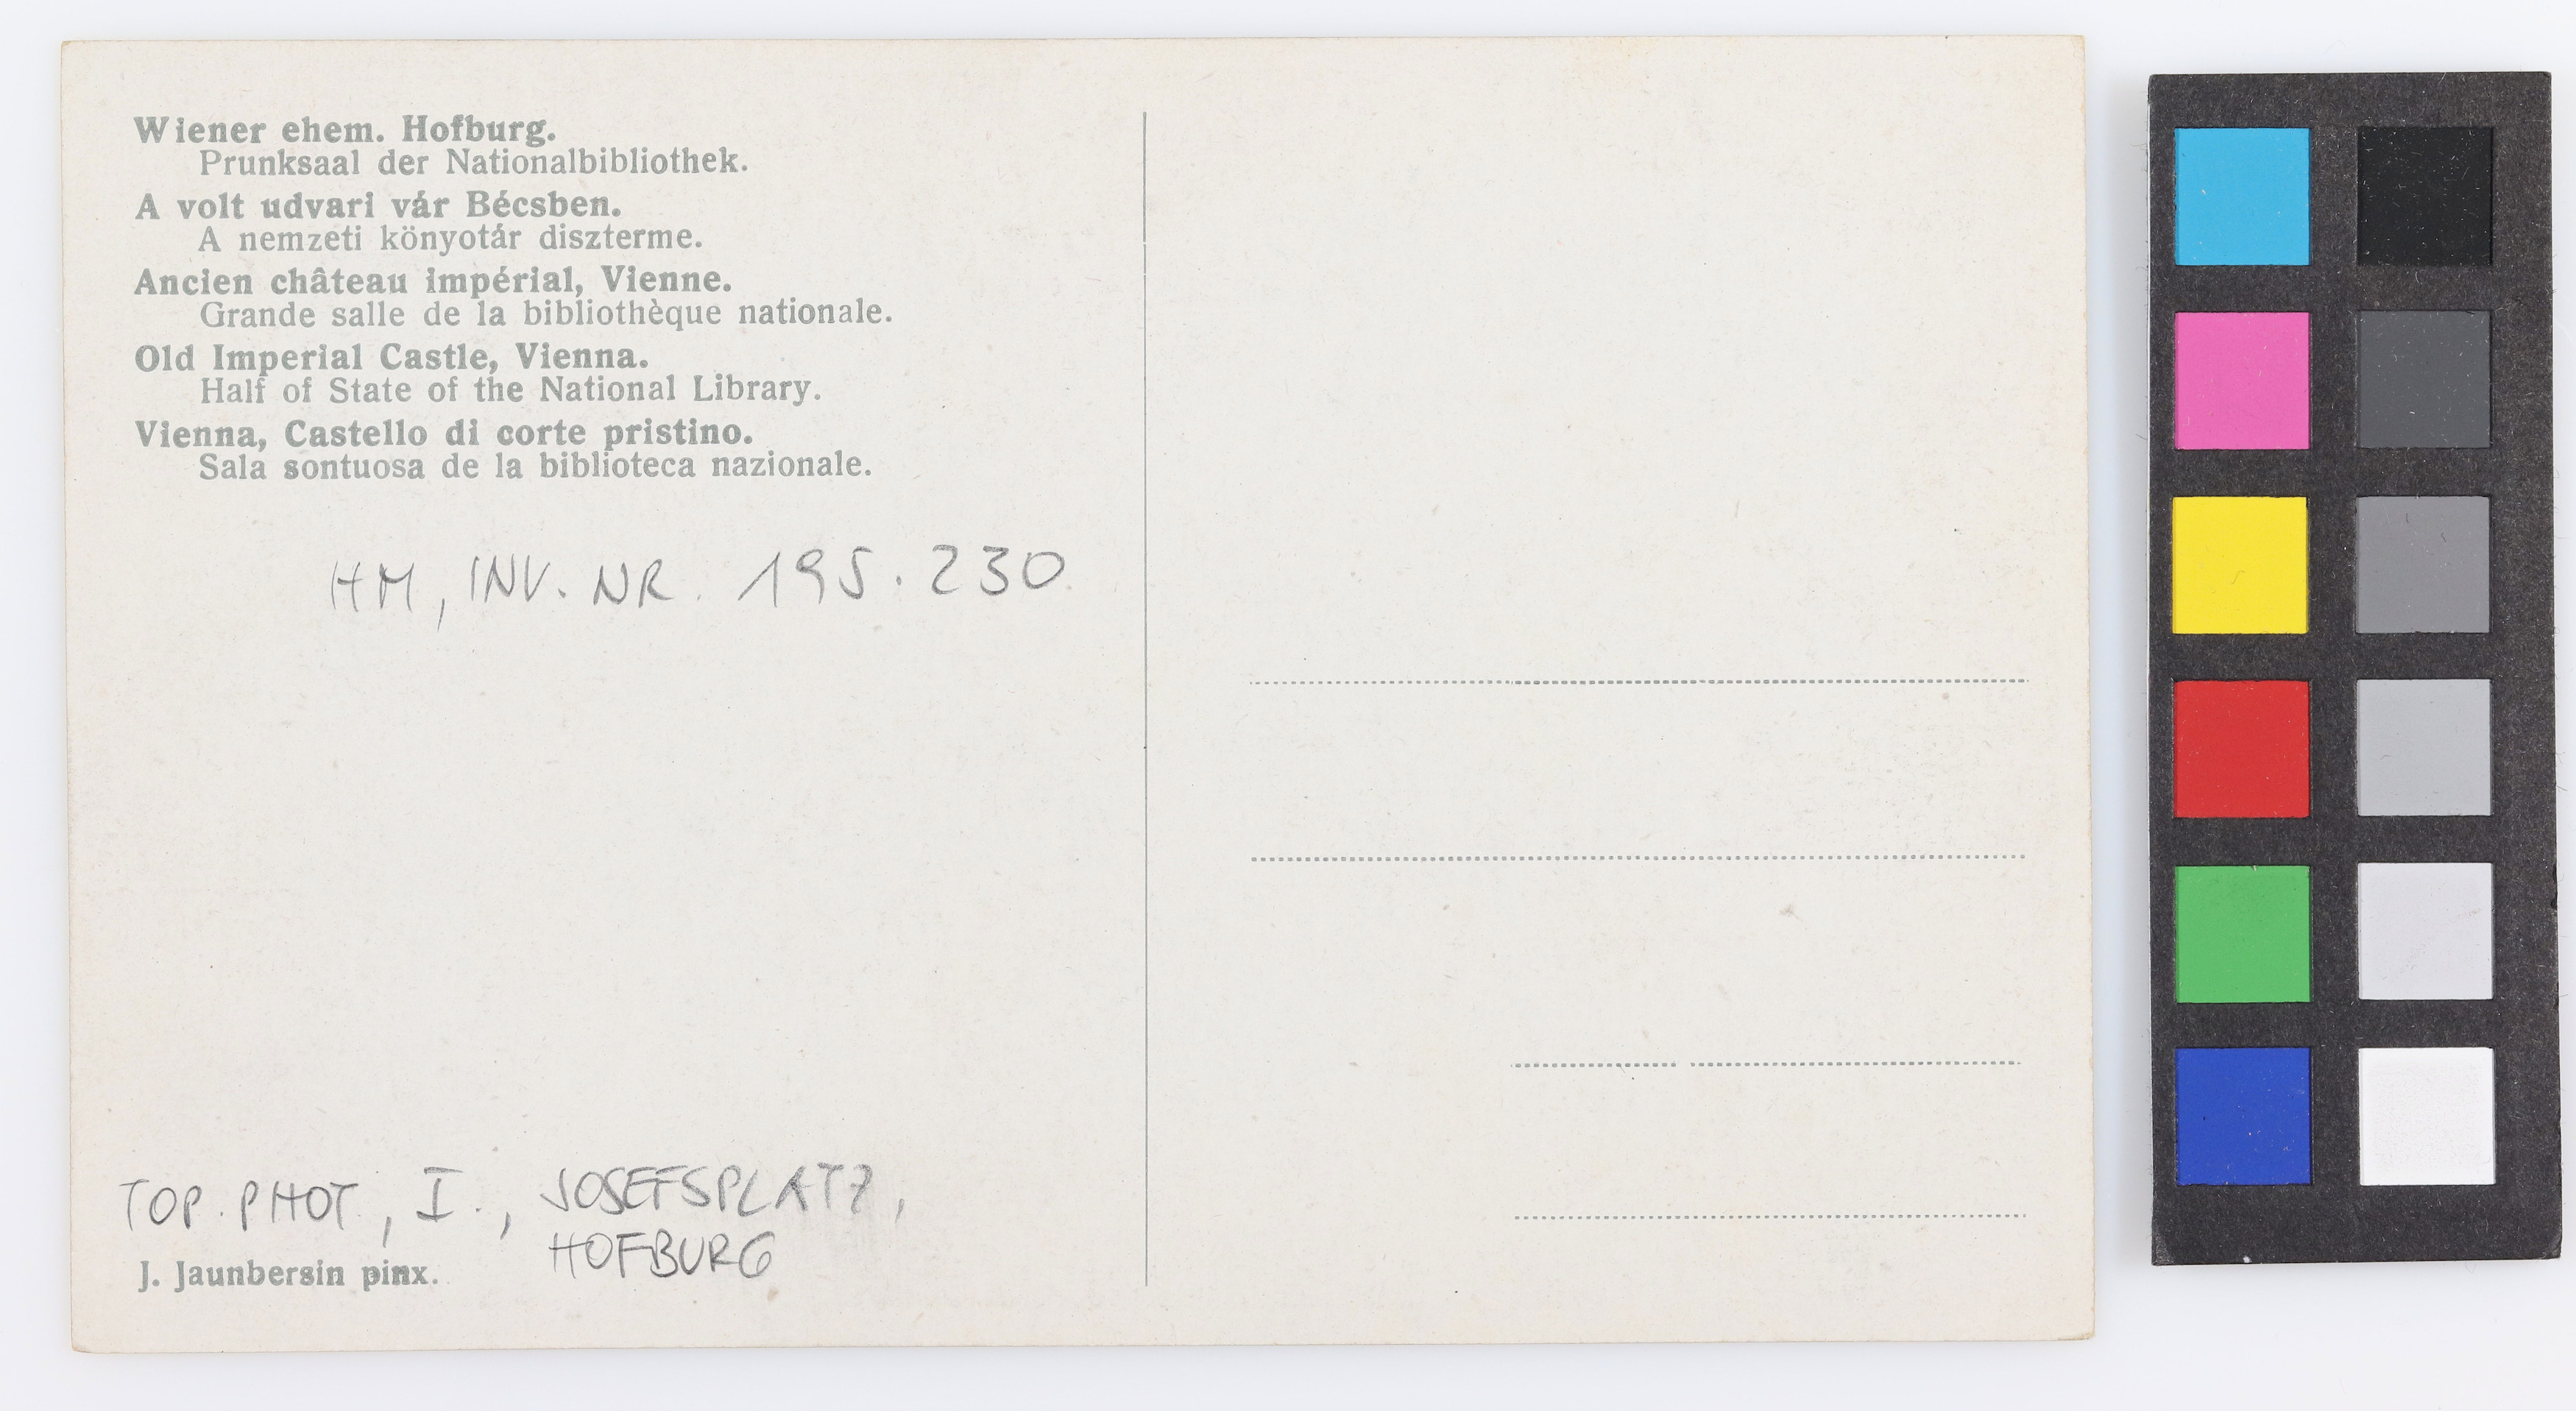 Wiener ehem. Hofburg.
Prunksaal der Nationalbibliothek.
A volt udvari vár Bécsben.
A nemzeti könyotár diszterme.
Ancien château impérial, Vienne.
Grande salle de la bibliothèque nationale.
Old Imperial Castle, Vienna.
Half of State of the National Library.
Vienna, Castello di corte pristino.
Sala sontuosa de la biblioteca nazionale.
HM, INV. NR. 195.230
TOP. PHOT., I., JOSEFSPLATZ,
HOFBURG
J. Jaunbersin pinx.